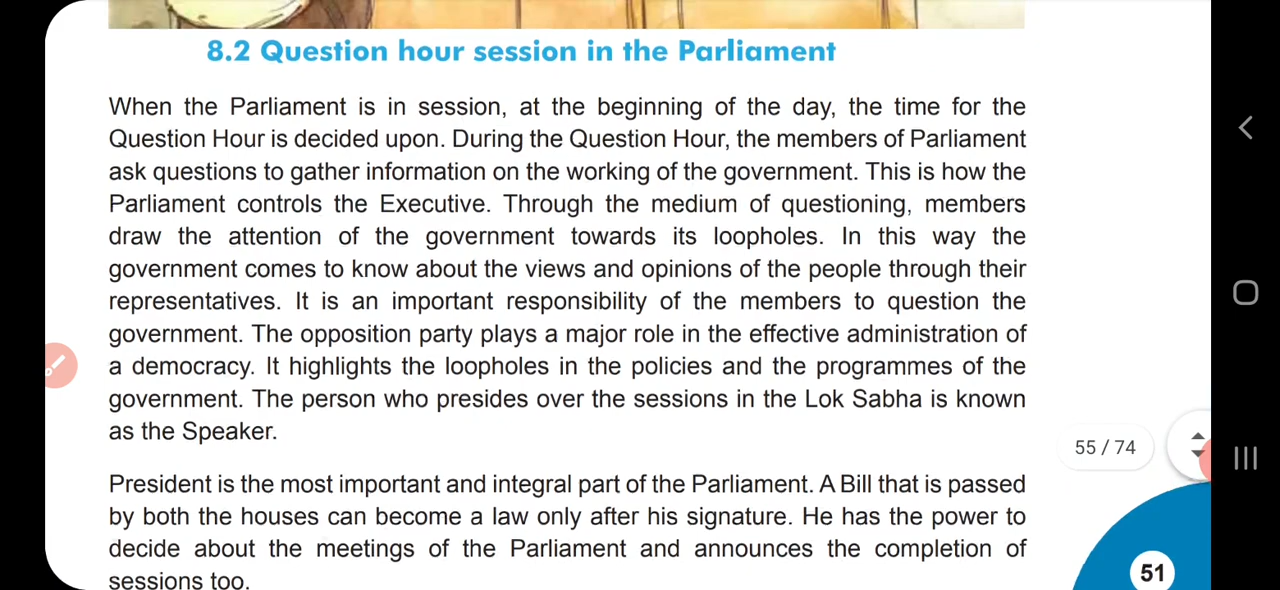 8.2 Question hour session in the Parliament
When the Parliament is in session, at the beginning of the day, the time for the
Question Hour is decided upon. During the Question Hour, the members of Parliament
ask questions to gather information on the working of the government. This is how the
Parliament controls the Executive. Through the medium of questioning, members
draw the attention of the government towards its loopholes. In this way the
government comes to know about the views and opinions of the people through their
representatives. It is an important responsibility of the members to question the
government. The opposition party plays a major role in the effective administration of
a democracy. It highlights the loopholes in the policies and the programmes of the
government. The person who presides over the sessions in the Lok Sabha is known
as the Speaker.
President is the most important and integral part of the Parliament. A Bill that is passed
by both the houses can become a law only after his signature. He has the power to
decide about the meetings of the Parliament and announces the completion of
sessions too.
55 / 74
51